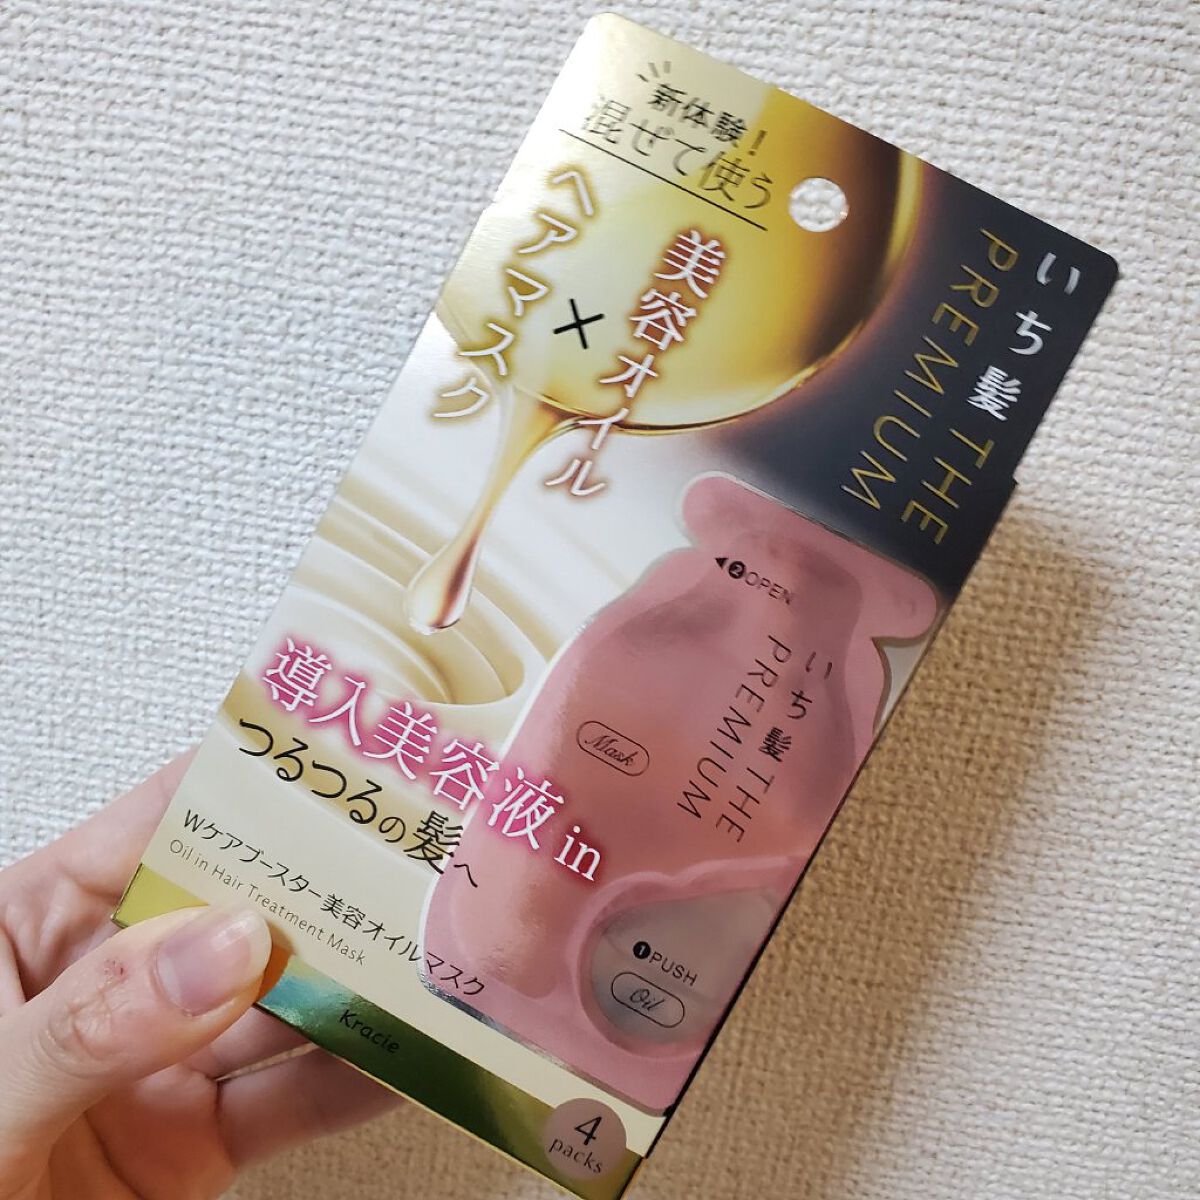 新体験!
混ぜて使う
美容オイル
×
ヘアマスク
いち髪 THE
PREMIUM
◀❷OPEN
いち髪 THE
PREMIUM
Mask
導入美容液 in
つるつるの髪へ
Wケアブースター美容オイルマスク
Oil in Hair Treatment Mask
❶PUSH
Oil
Kracie
4
packs